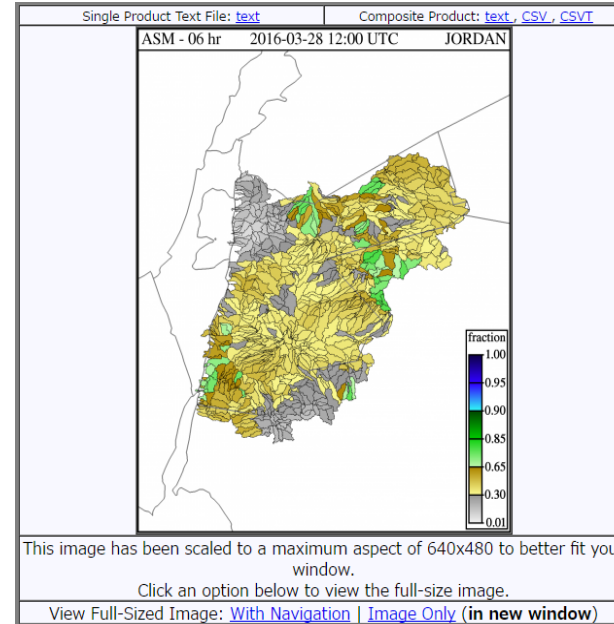 Single Product Text File: text
Composite Product: text , CSV , CSVT
ASM - 06 hr 2016-03-28 12:00 UTC JORDAN
fraction
1.00
0.95
0.90
0.85
0.65
0.30
0.01
This image has been scaled to a maximum aspect of 640x480 to better fit you
window.
Click an option below to view the full-size image.
View Full-Sized Image: With Navigation | Image Only (in new window)